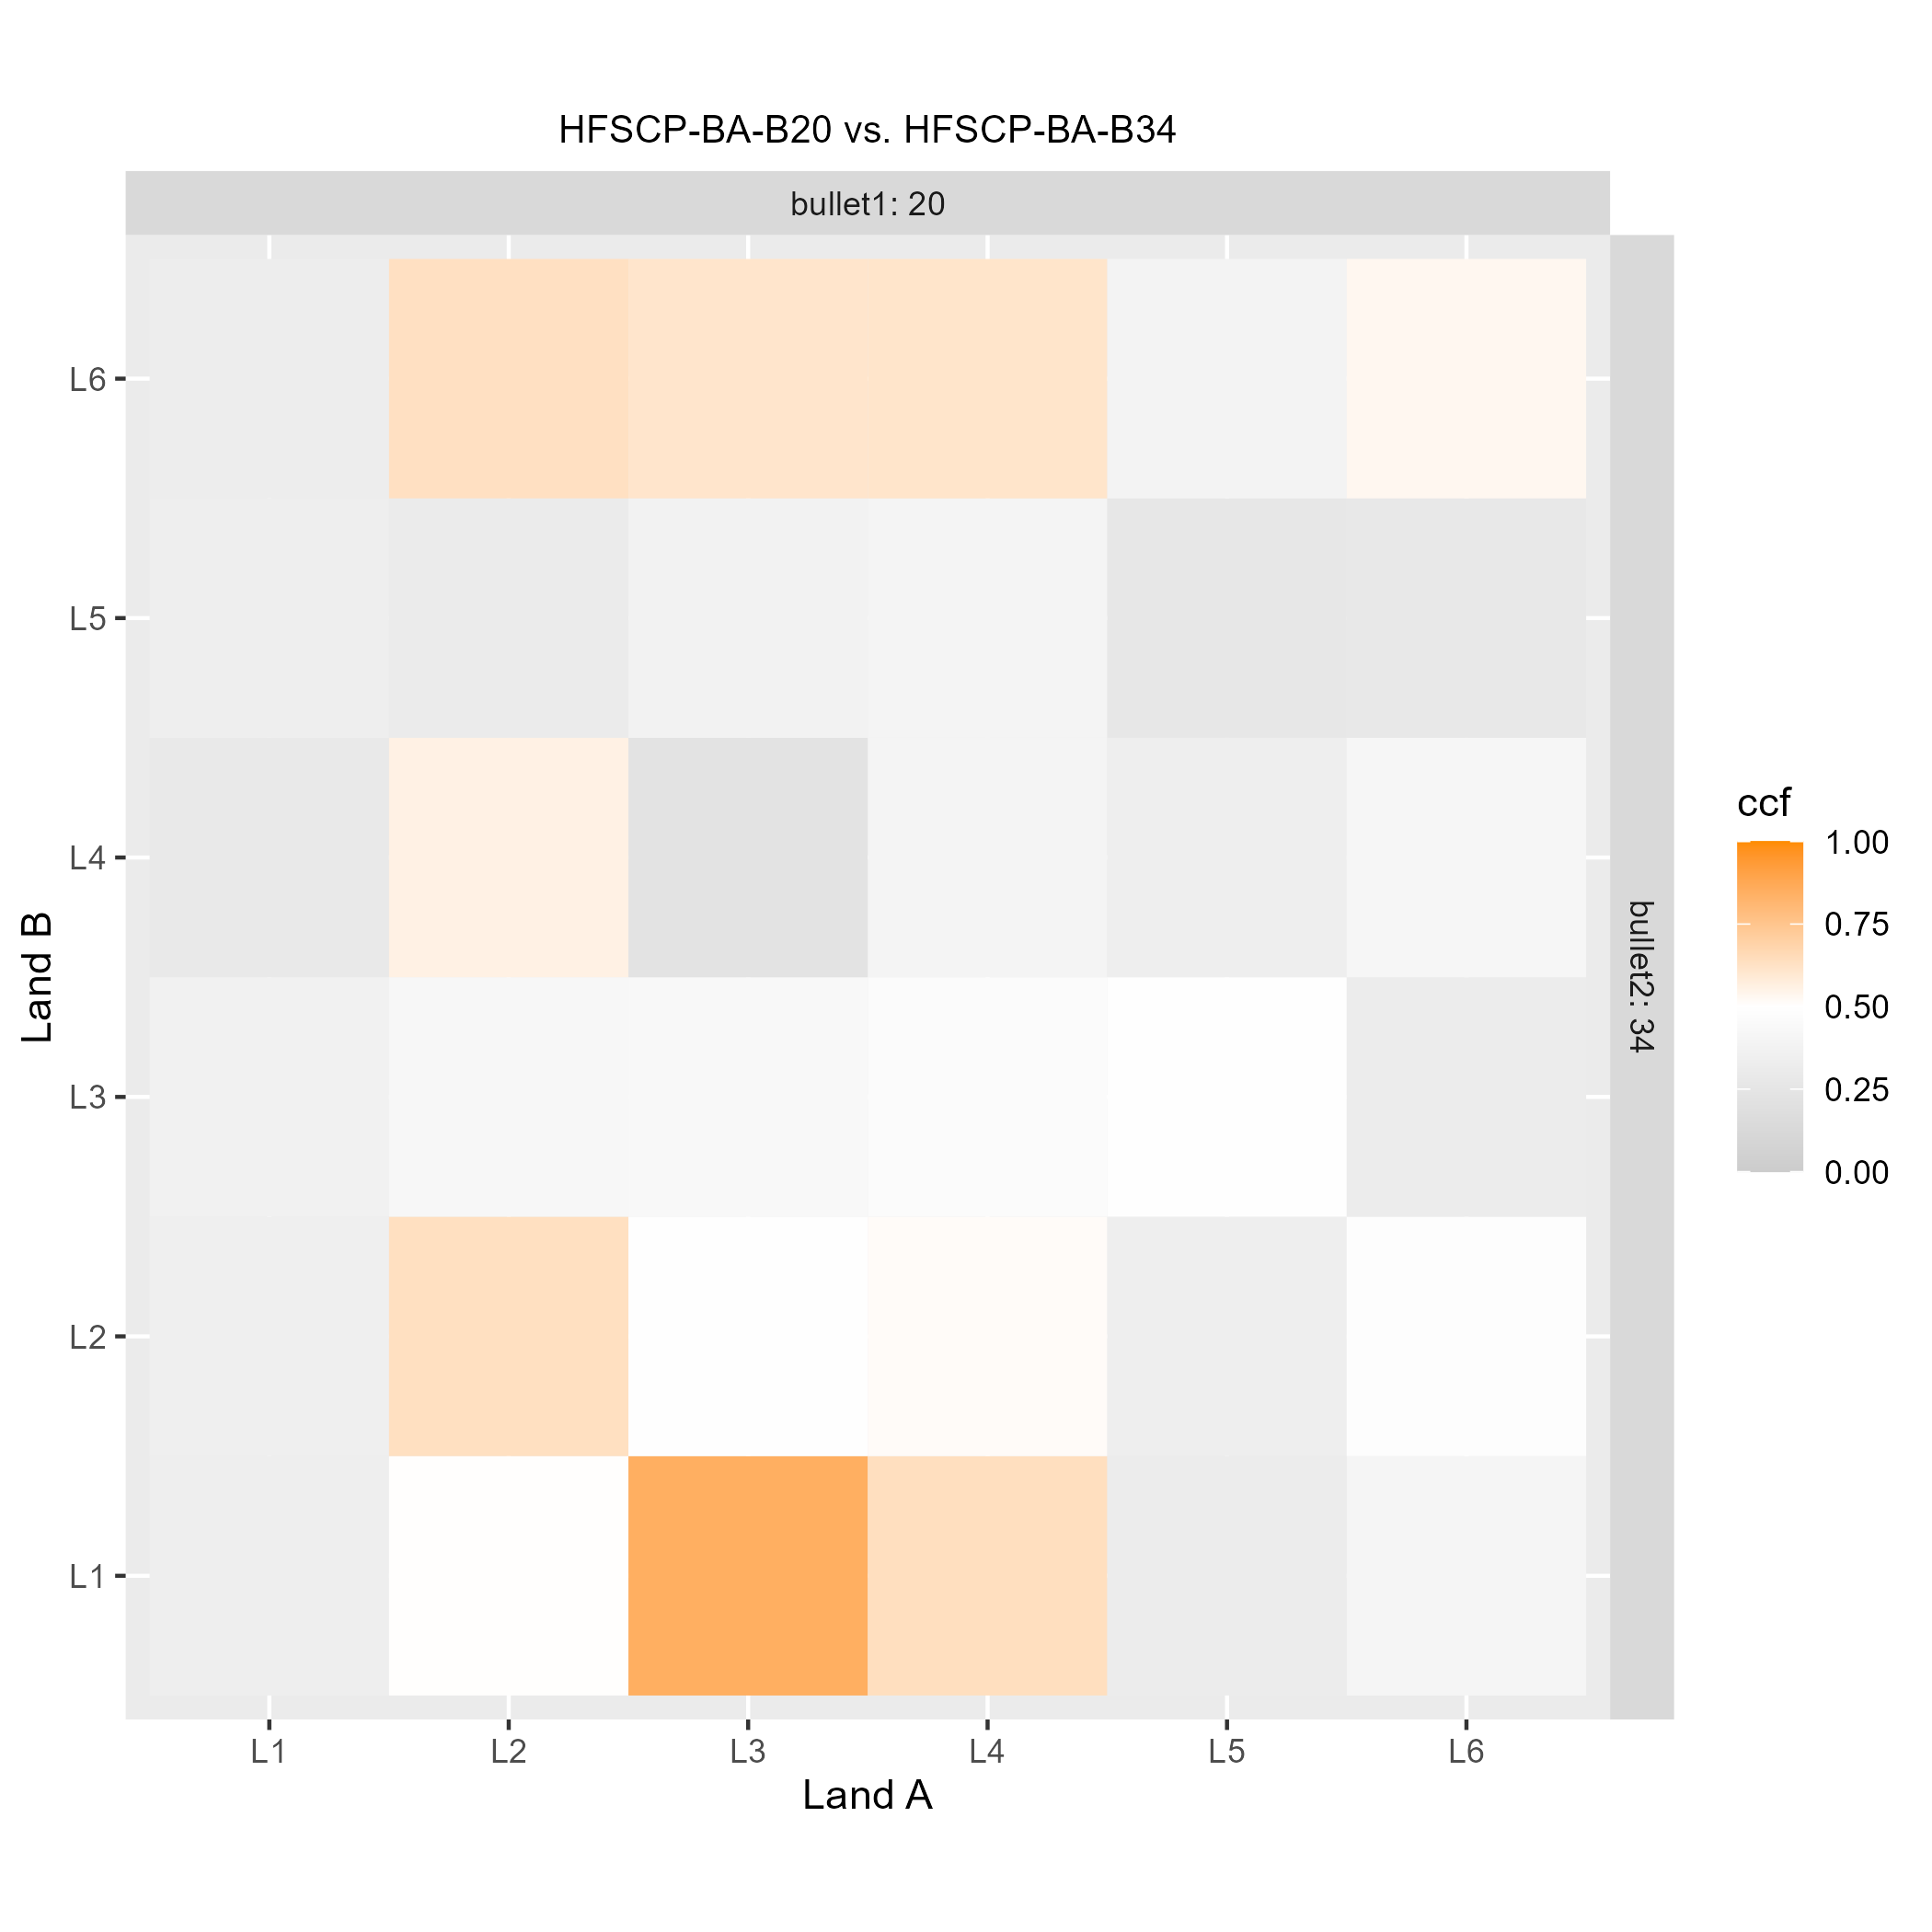 HFSCP-BA-B20 vs. HFSCP-BA-B34
bullet1: 20
L6
L5
L4
L3
L2
L1
Land B
bullet2: 34
ccf
1.00
0.75
0.50
0.25
0.00
L1 L2 L3 L4 L5 L6
Land A